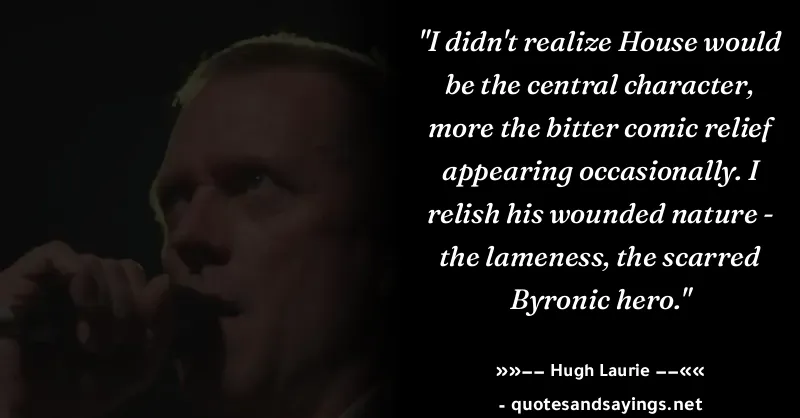 "I didn't realize House would
be the central character,
more the bitter comic relief
appearing occasionally. I
relish his wounded nature -
the lameness, the scarred
Byronic hero."
»»-- Hugh Laurie --««
- quotesandsayings.net